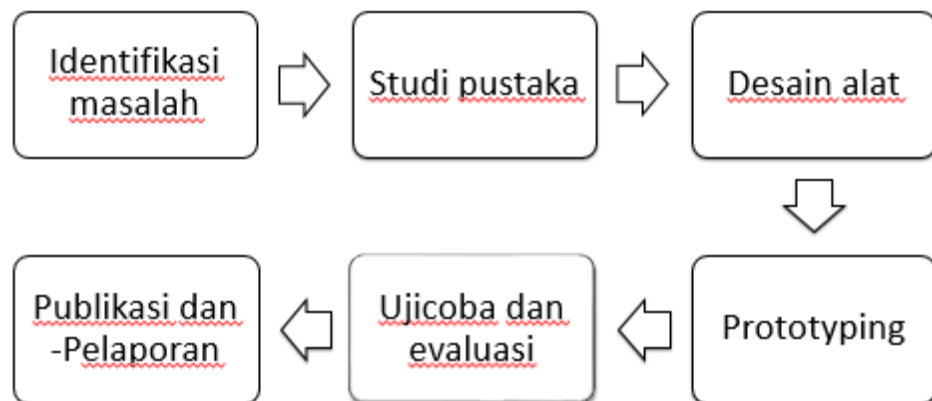 Identifikasi
masalah
Studi pustaka
Desain alat
Prototyping
Ujicoba dan
evaluasi
Publikasi dan
-Pelaporan